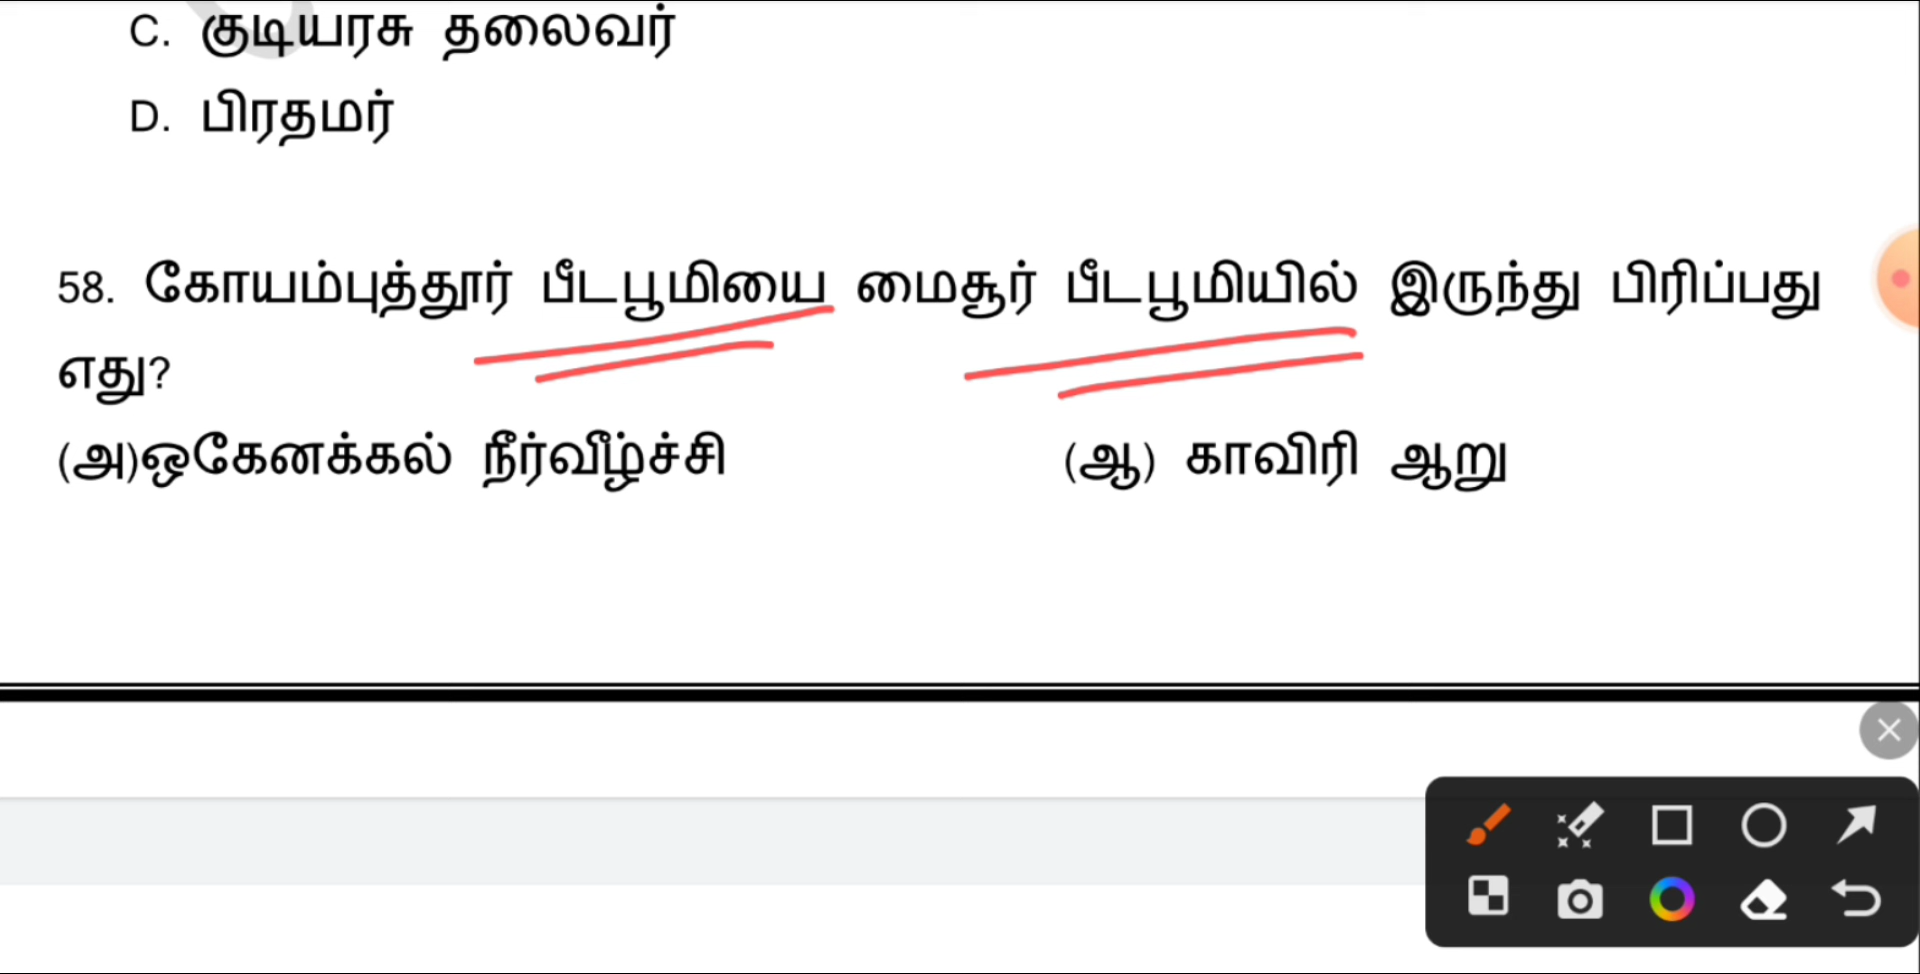 C. குடியரசு தலைவர்
D. பிரதமர்
58. கோயம்புத்தூர் பீடபூமியை மைசூர் பீடபூமியில் இருந்து பிரிப்பது
எது?
(அ)ஒகேனக்கல் நீர்வீழ்ச்சி (ஆ) காவிரி ஆறு